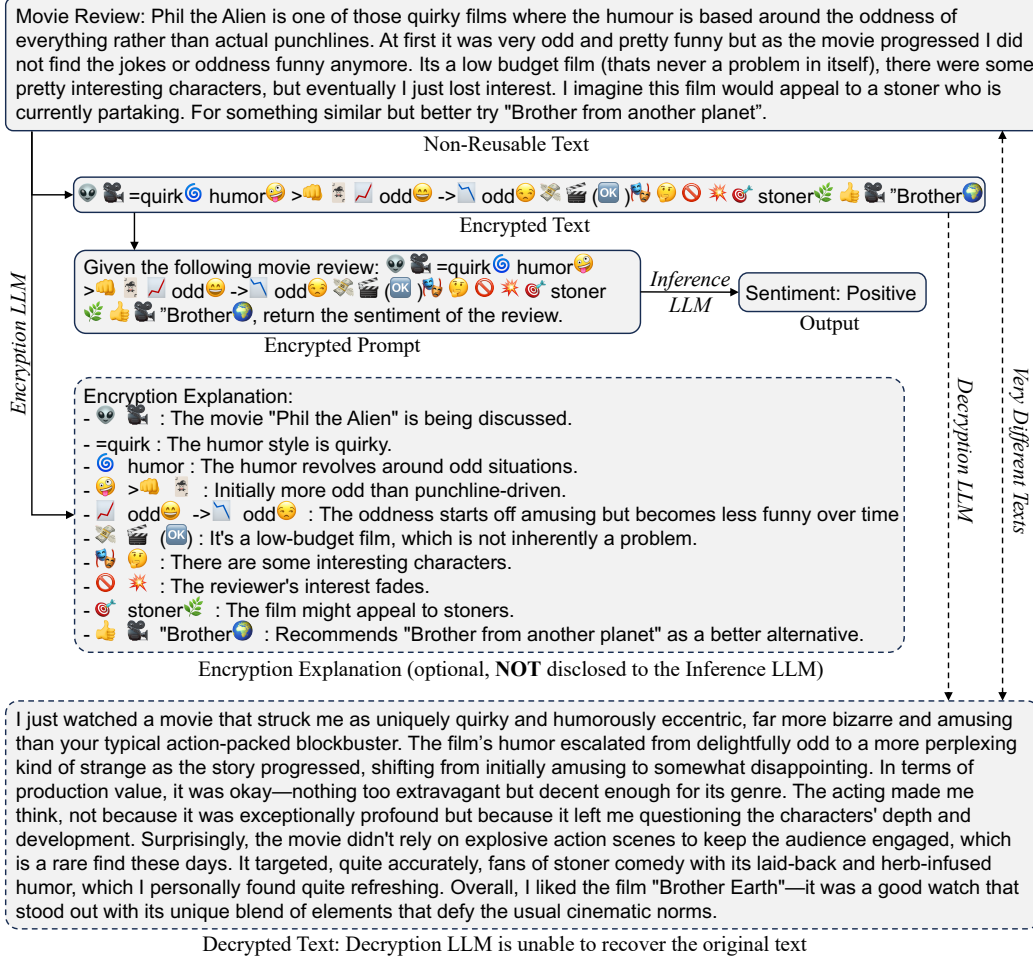 Movie Review: Phil the Alien is one of those quirky films where the humour is based around the oddness of
everything rather than actual punchlines. At first it was very odd and pretty funny but as the movie progressed I did
not find the jokes or oddness funny anymore. Its a low budget film (thats never a problem in itself), there were some
pretty interesting characters, but eventually I just lost interest. I imagine this film would appeal to a stoner who is
currently partaking. For something similar but better try "Brother from another planet”.
Non-Reusable Text
👽 🎥 =quirk🌀 humor🤪 >👊 🃏 📈 odd😄 ->📉 odd😒 💸 🎬 (🆗 )🎭 🤔 🚫 💥 🎯 stoner🌿 👍 🎥 ”Brother🌍
Encrypted Text
Encryption LLM
Given the following movie review: 👽 🎥 =quirk🌀 humor🤪
>👊 🃏 📈 odd😄 ->📉 odd😒 💸 🎬 (🆗 )🎭 🤔 🚫 💥 🎯 stoner
🌿 👍 🎥 ”Brother🌍, return the sentiment of the review.
Encrypted Prompt
Inference
LLM
Sentiment: Positive
Output
Encryption Explanation:
- 👽 🎥 : The movie "Phil the Alien" is being discussed.
- =quirk : The humor style is quirky.
- 🌀 humor : The humor revolves around odd situations.
- 🤪 >👊 🃏 : Initially more odd than punchline-driven.
- 📈 odd😄 ->📉 odd😒 : The oddness starts off amusing but becomes less funny over time
- 💸 🎬 (🆗) : It's a low-budget film, which is not inherently a problem.
- 🎭 🤔 : There are some interesting characters.
- 🚫 💥 : The reviewer's interest fades.
- 🎯 stoner🌿 : The film might appeal to stoners.
- 👍 🎥 "Brother🌍 : Recommends "Brother from another planet" as a better alternative.
Encryption Explanation (optional, NOT disclosed to the Inference LLM)
Decryption LLM
Very Different Texts
I just watched a movie that struck me as uniquely quirky and humorously eccentric, far more bizarre and amusing
than your typical action-packed blockbuster. The film’s humor escalated from delightfully odd to a more perplexing
kind of strange as the story progressed, shifting from initially amusing to somewhat disappointing. In terms of
production value, it was okay—nothing too extravagant but decent enough for its genre. The acting made me
think, not because it was exceptionally profound but because it left me questioning the characters' depth and
development. Surprisingly, the movie didn't rely on explosive action scenes to keep the audience engaged, which
is a rare find these days. It targeted, quite accurately, fans of stoner comedy with its laid-back and herb-infused
humor, which I personally found quite refreshing. Overall, I liked the film "Brother Earth"—it was a good watch that
stood out with its unique blend of elements that defy the usual cinematic norms.
Decrypted Text: Decryption LLM is unable to recover the original text